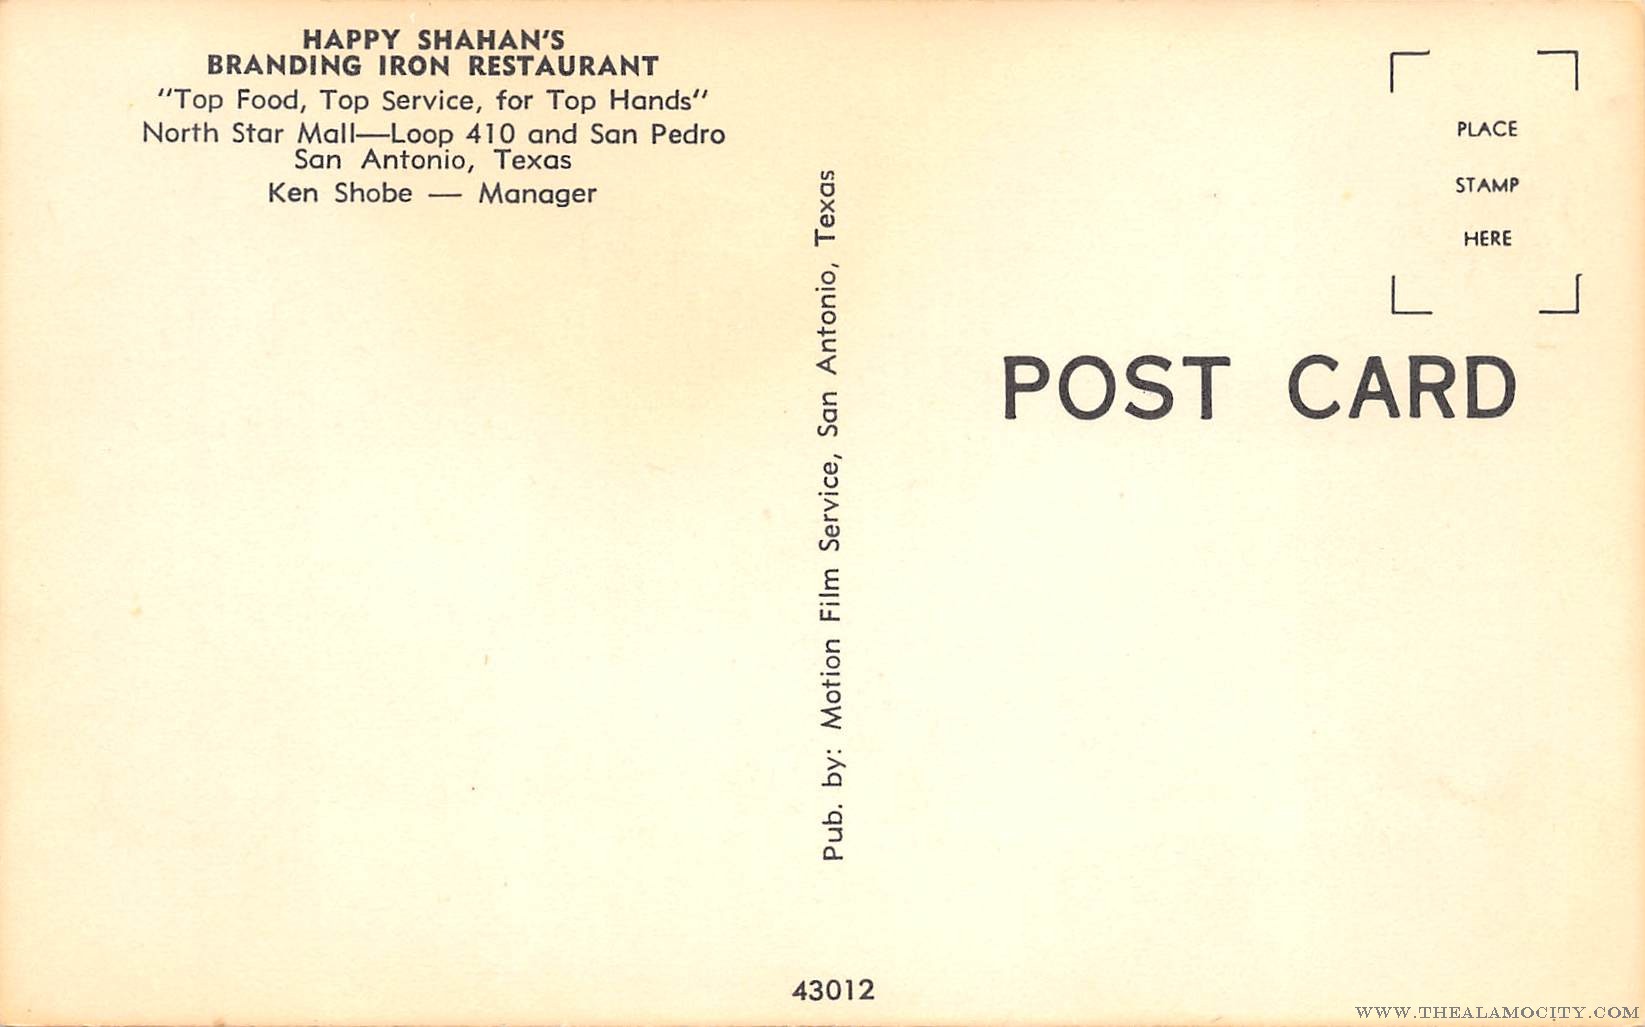 HAPPY SHAHAN'S
BRANDING IRON RESTAURANT
"Top Food, Top Service, for Top Hands"
North Star Mall—Loop 410 and San Pedro
San Antonio, Texas
Ken Shobe — Manager
Pub. by: Motion Film Service, San Antonio, Texas
PLACE
STAMP
HERE
POST CARD
43012
WWW.THEALAMOCITY.COM